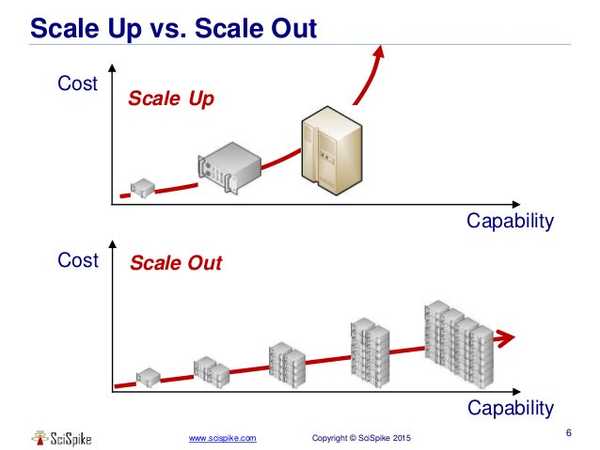 Scale Up vs. Scale Out
Cost
Scale Up
Capability
Cost
Scale Out
Capability
SciSpike
www.scispike.com
Copyright © SciSpike 2015
6